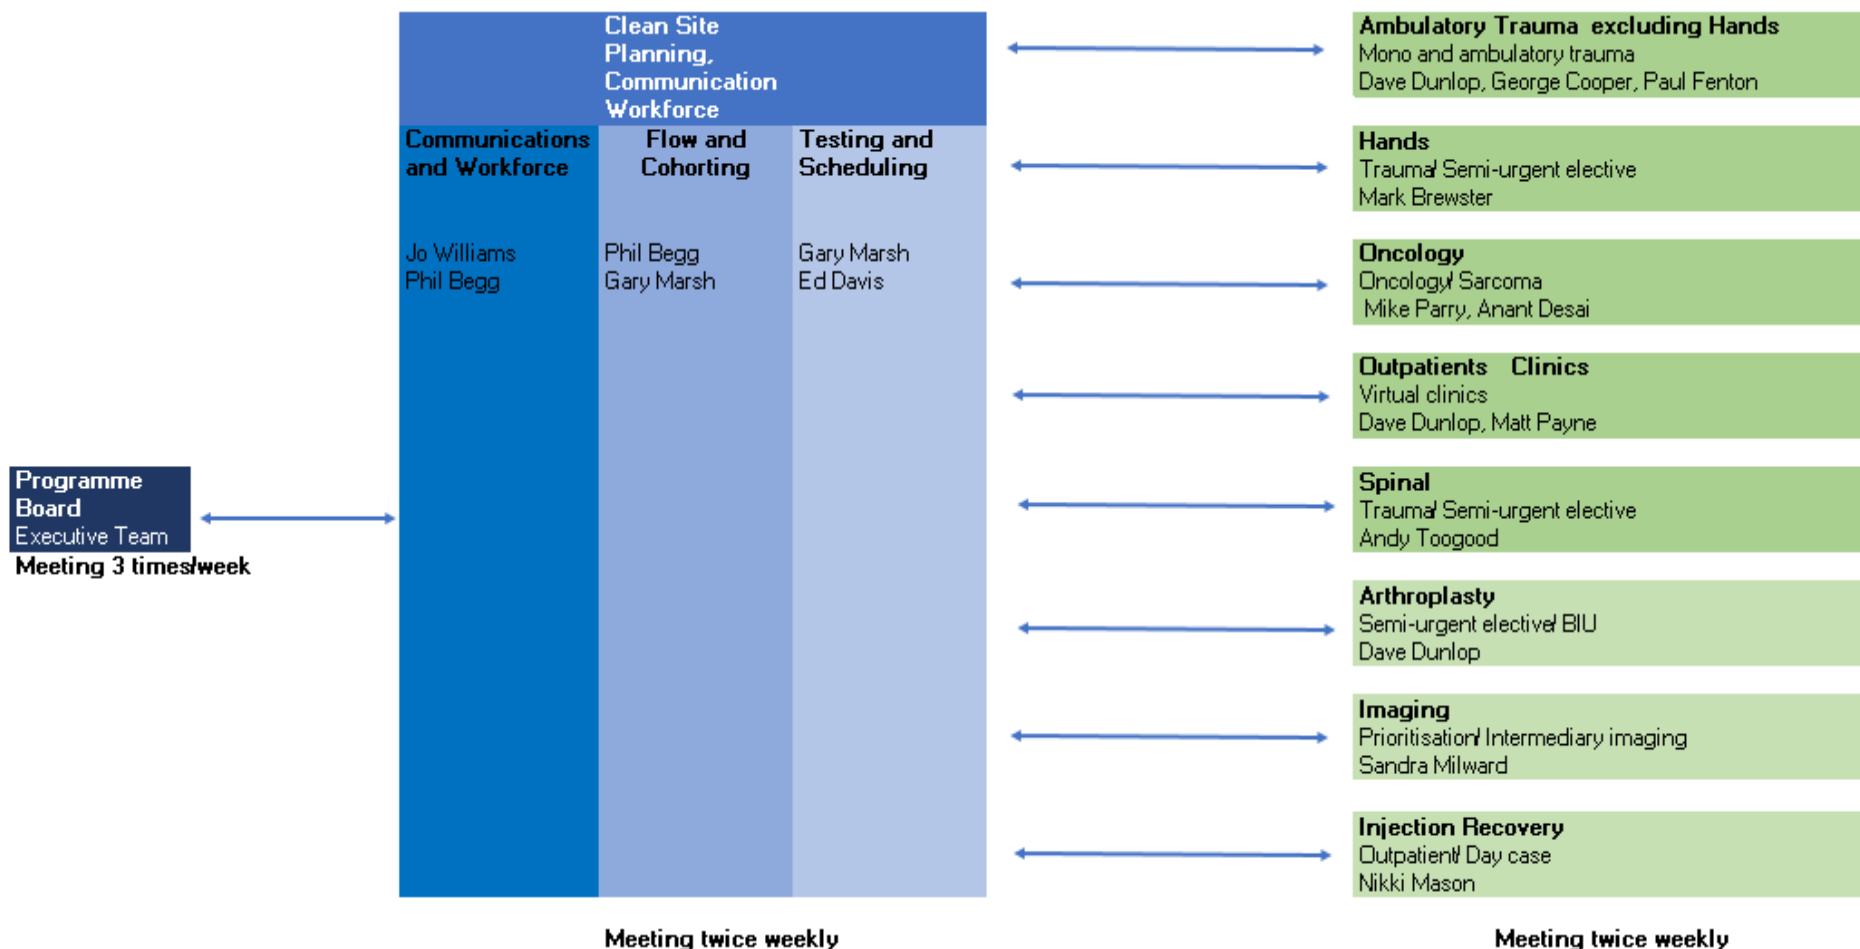 Clean Site
Planning,
Communication
Workforce
Communications
and Workforce
Jo Williams
Phil Begg
Flow and
Cohorting
Phil Begg
Gary Marsh
Testing and
Scheduling
Gary Marsh
Ed Davis
Meeting twice weekly
Programme
Board
Executive Team
Meeting 3 times/week
Ambulatory Trauma excluding Hands
Mono and ambulatory trauma
Dave Dunlop, George Cooper, Paul Fenton
Hands
Trauma/ Semi-urgent elective
Mark Brewster
Oncology
Oncology/ Sarcoma
Mike Parry, Anant Desai
Outpatients Clinics
Virtual clinics
Dave Dunlop, Matt Payne
Spinal
Trauma/ Semi-urgent elective
Andy Toogood
Arthroplasty
Semi-urgent elective/ BIU
Dave Dunlop
Imaging
Prioritisation/ Intermediary imaging
Sandra Milward
Injection Recovery
Outpatient/ Day case
Nikki Mason
Meeting twice weekly